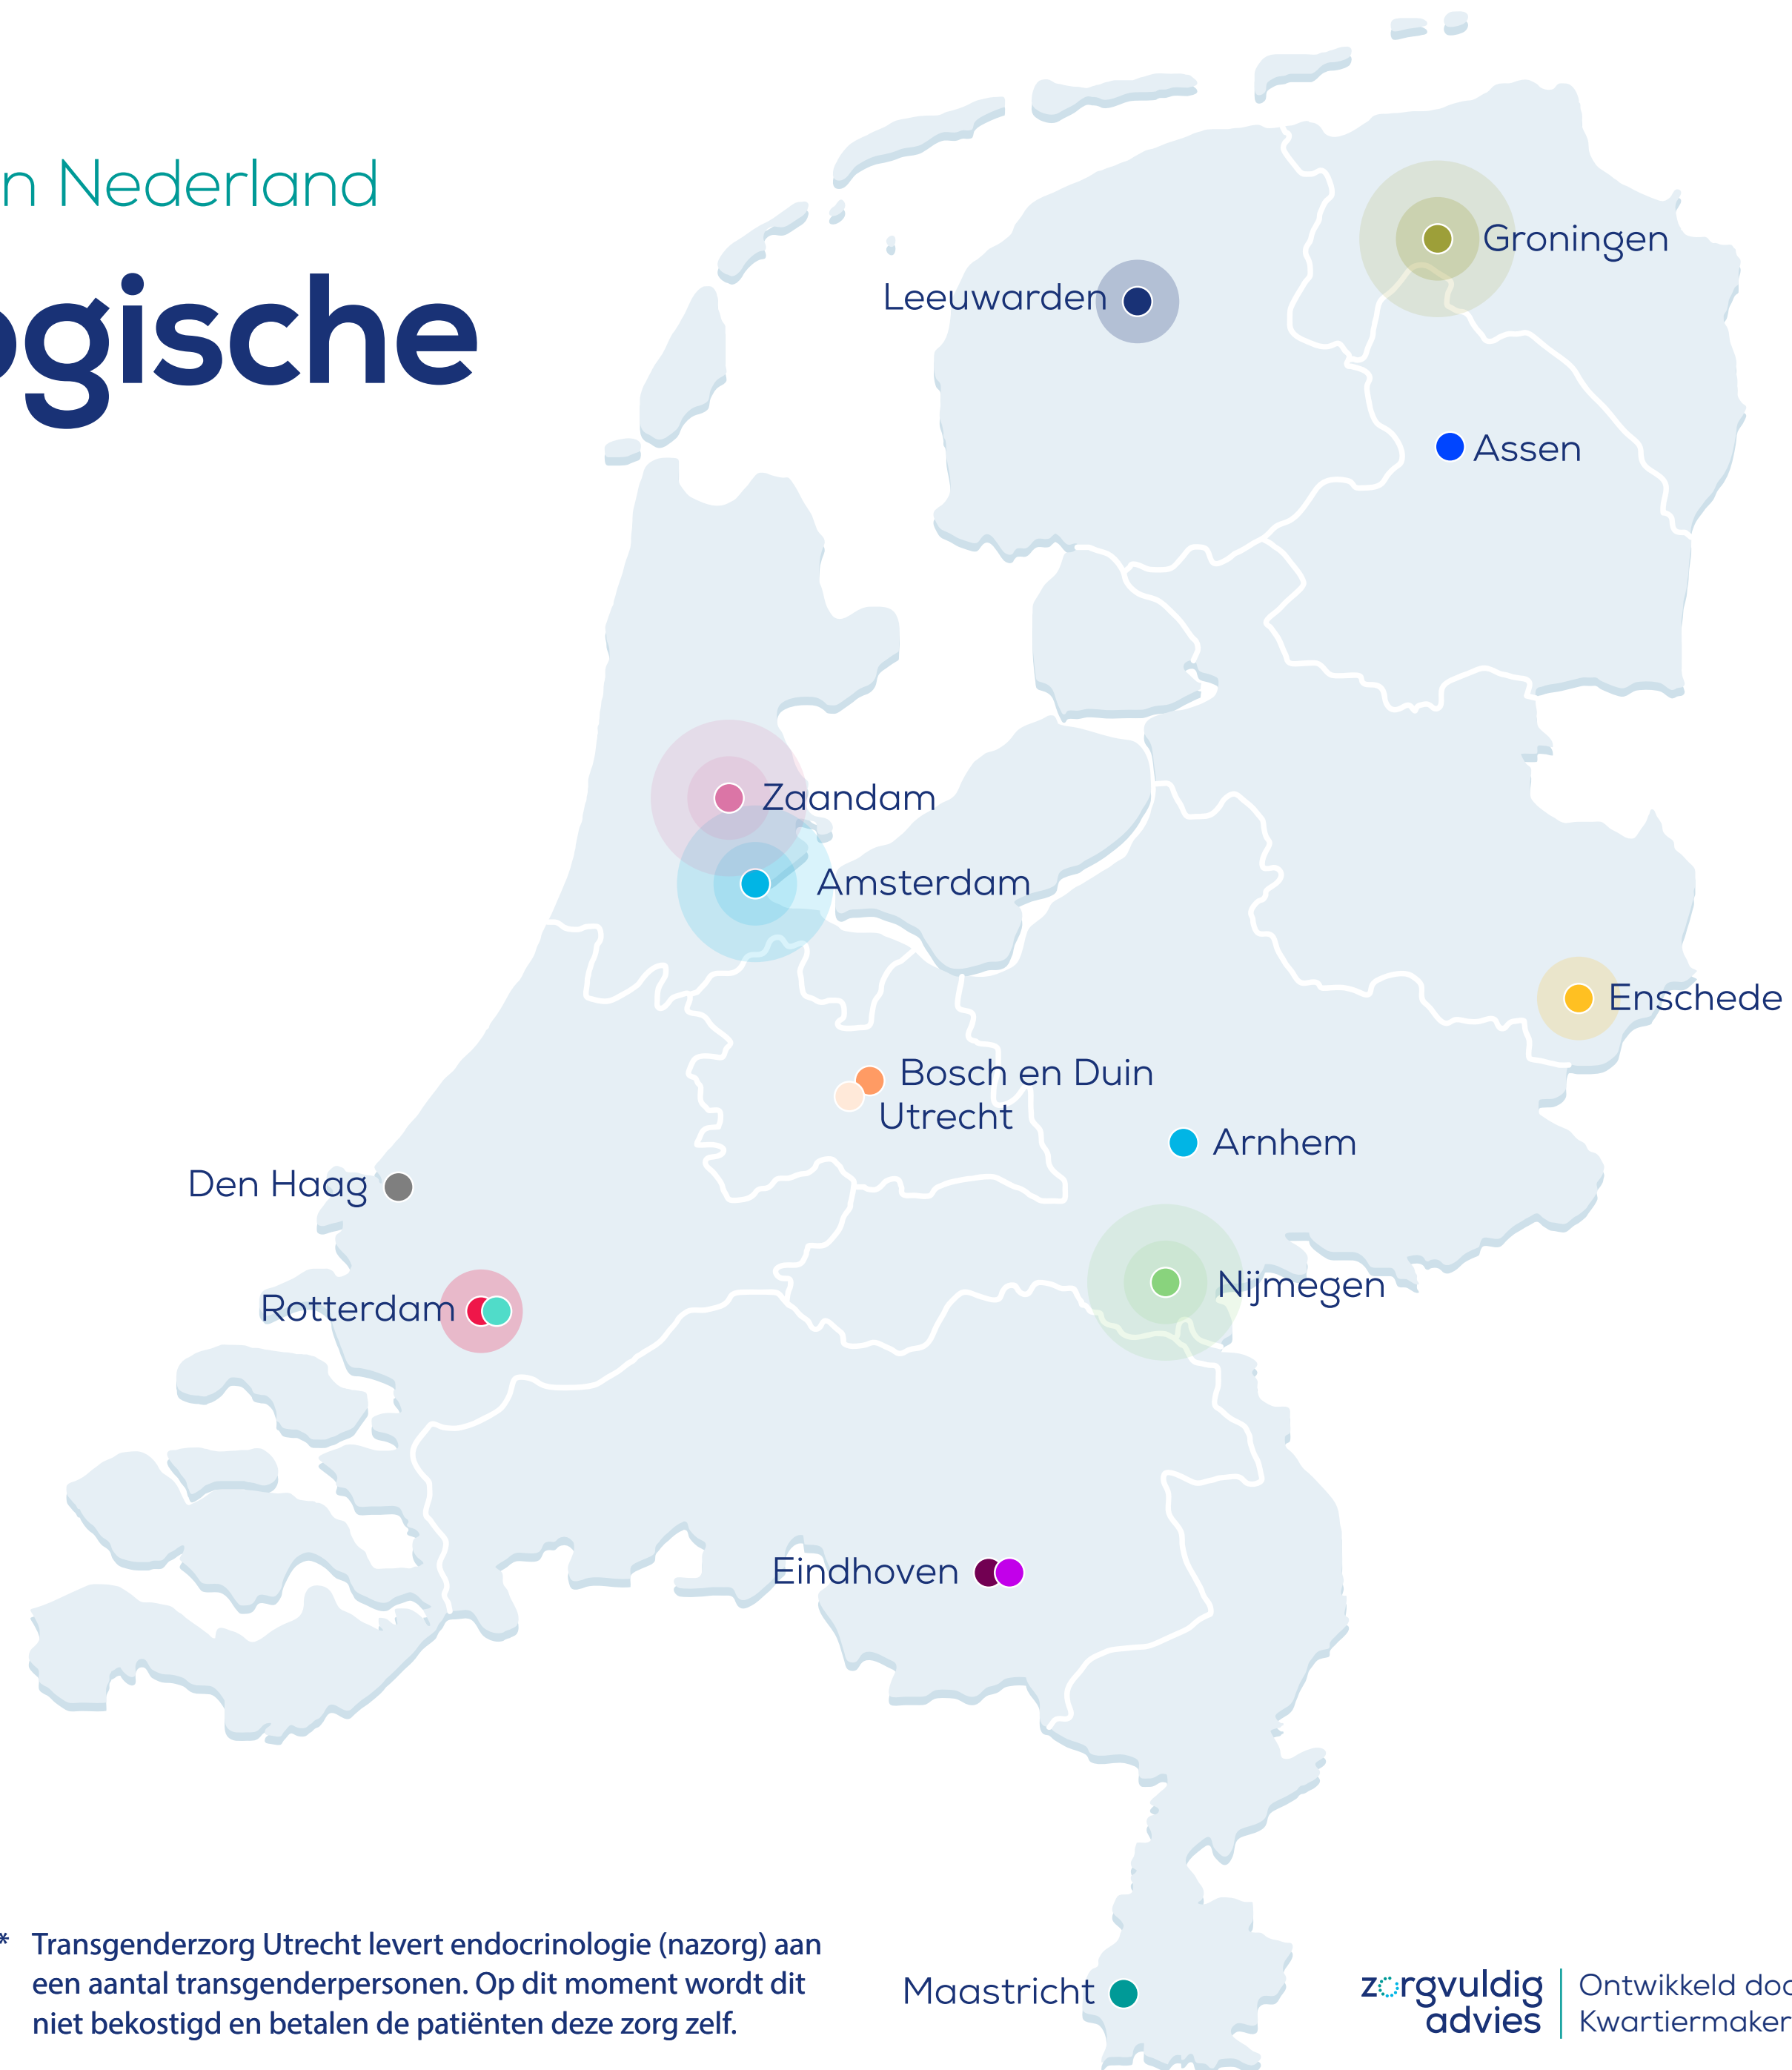 n Nederland
ogische
Groningen
Leeuwarden
Assen
Zaandam
Amsterdam
Enschede
Bosch en Duin
Utrecht
Arnhem
Den Haag
Nijmegen
Rotterdam
Eindhoven
* Transgenderzorg Utrecht levert endocrinologie (nazorg) aan
een aantal transgenderpersonen. Op dit moment wordt dit
niet bekostigd en betalen de patiënten deze zorg zelf.
Maastricht
zorgvuldig
advies
Ontwikkeld doo
Kwartiermaker